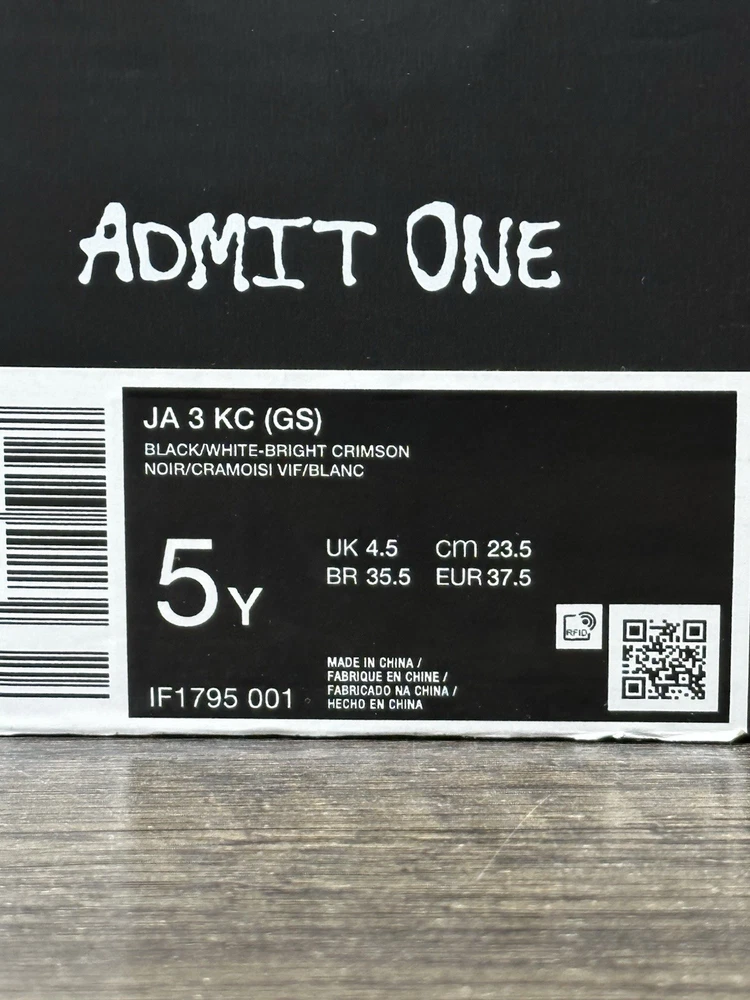 ADMIT ONE
JA 3 KC (GS)
BLACK/WHITE-BRIGHT CRIMSON
NOIR/CRAMOISI VIF/BLANC
5Y
UK 4.5 cm 23.5
BR 35.5 EUR 37.5
RFID
MADE IN CHINA /
FABRIQUE EN CHINE /
FABRICADO NA CHINA /
HECHO EN CHINA
IF1795 001